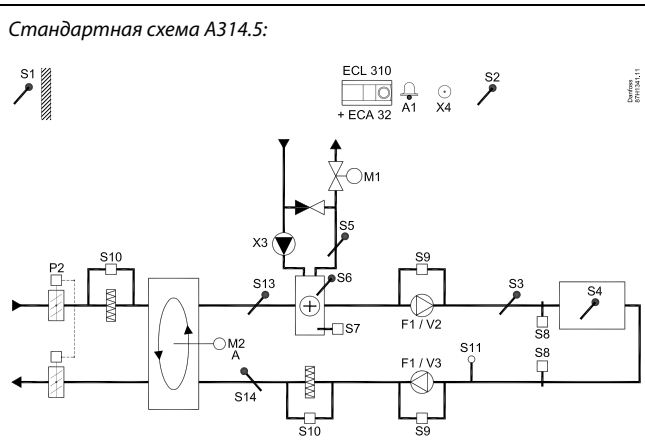 Стандартная схема A314.5:
S1
ECL 310
+ ECA 32
A1
X4
S2
Danfoss
87H1341.11
M1
X3
S5
S6
S7
P2
S10
S13
S9
F1 / V2
S3
S4
S8
M2
A
S14
S10
F1 / V3
S9
S11
S8